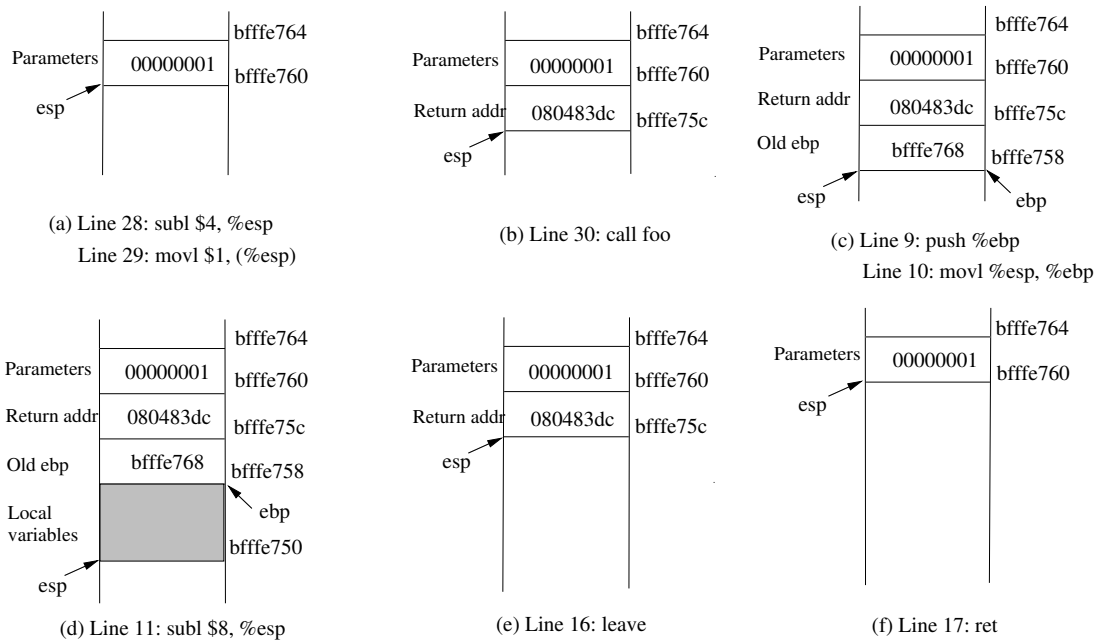 bfffe764
Parameters 00000001 bfffe760
esp
(a) Line 28: subl $4, %esp
Line 29: movl $1, (%esp)
bfffe764
Parameters 00000001 bfffe760
Return addr 080483dc bfffe75c
esp
(b) Line 30: call foo
bfffe764
Parameters 00000001 bfffe760
Return addr 080483dc bfffe75c
Old ebp bfffe768 bfffe758
esp ebp
(c) Line 9: push %ebp
Line 10: movl %esp, %ebp
bfffe764
Parameters 00000001 bfffe760
Return addr 080483dc bfffe75c
Old ebp bfffe768 bfffe758
ebp
Local
variables
bfffe750
esp
(d) Line 11: subl $8, %esp
bfffe764
Parameters 00000001 bfffe760
Return addr 080483dc bfffe75c
esp
(e) Line 16: leave
bfffe764
Parameters 00000001 bfffe760
esp
(f) Line 17: ret